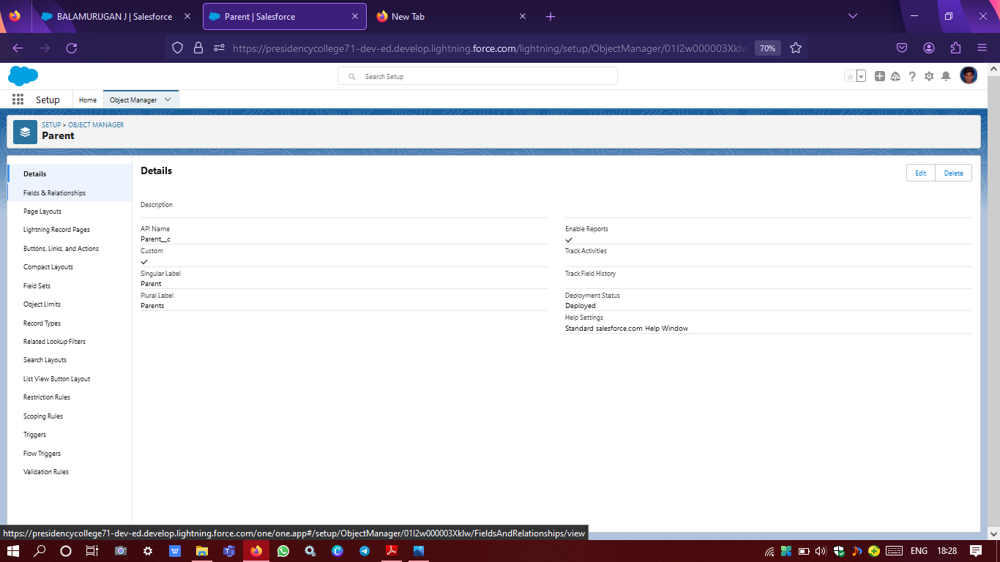 BALAMURUGAN J | Salesforce
Parent | Salesforce
New Tab
https://presidencycollege71-dev-ed.develop.lightning.force.com/lightning/setup/ObjectManager/01I2w000003Xklw
70%
Search Setup
Setup
Home
Object Manager
SETUP > OBJECT MANAGER
Parent
Details
Fields & Relationships
Page Layouts
Lightning Record Pages
Buttons, Links, and Actions
Compact Layouts
Field Sets
Object Limits
Record Types
Related Lookup Filters
Search Layouts
List View Button Layout
Restriction Rules
Scoping Rules
Triggers
Flow Triggers
Validation Rules
Details
Edit
Delete
Description
API Name
Parent__c
Custom
Singular Label
Parent
Plural Label
Parents
Enable Reports
Track Activities
Track Field History
Deployment Status
Deployed
Help Settings
Standard salesforce.com Help Window
https://presidencycollege71-dev-ed.develop.lightning.force.com/one/one.app#/setup/ObjectManager/01I2w000003Xklw/FieldsAndRelationships/view
ENG
18:28